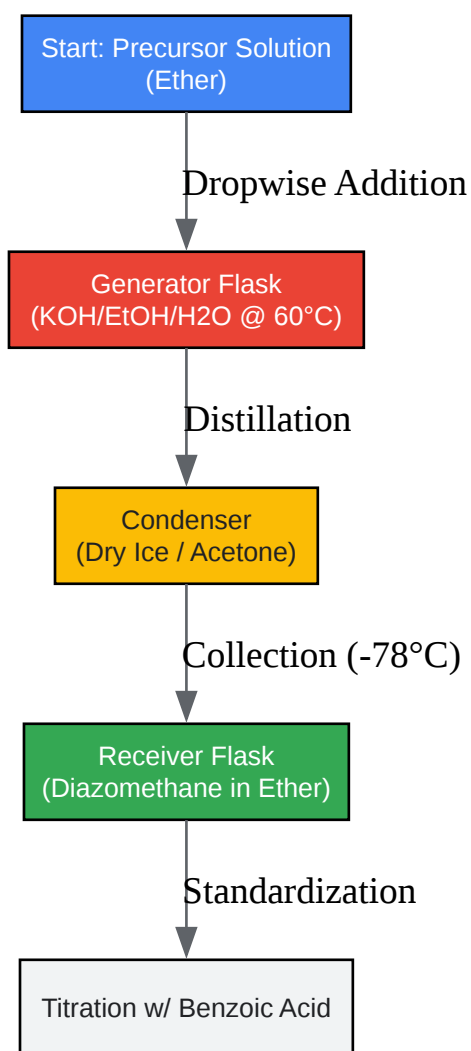 Start: Precursor Solution
(Ether)
Dropwise Addition
Generator Flask
(KOH/EtOH/H2O @ 60°C)
Distillation
Condenser
(Dry Ice / Acetone)
Collection (-78°C)
Receiver Flask
(Diazomethane in Ether)
Standardization
Titration w/ Benzoic Acid